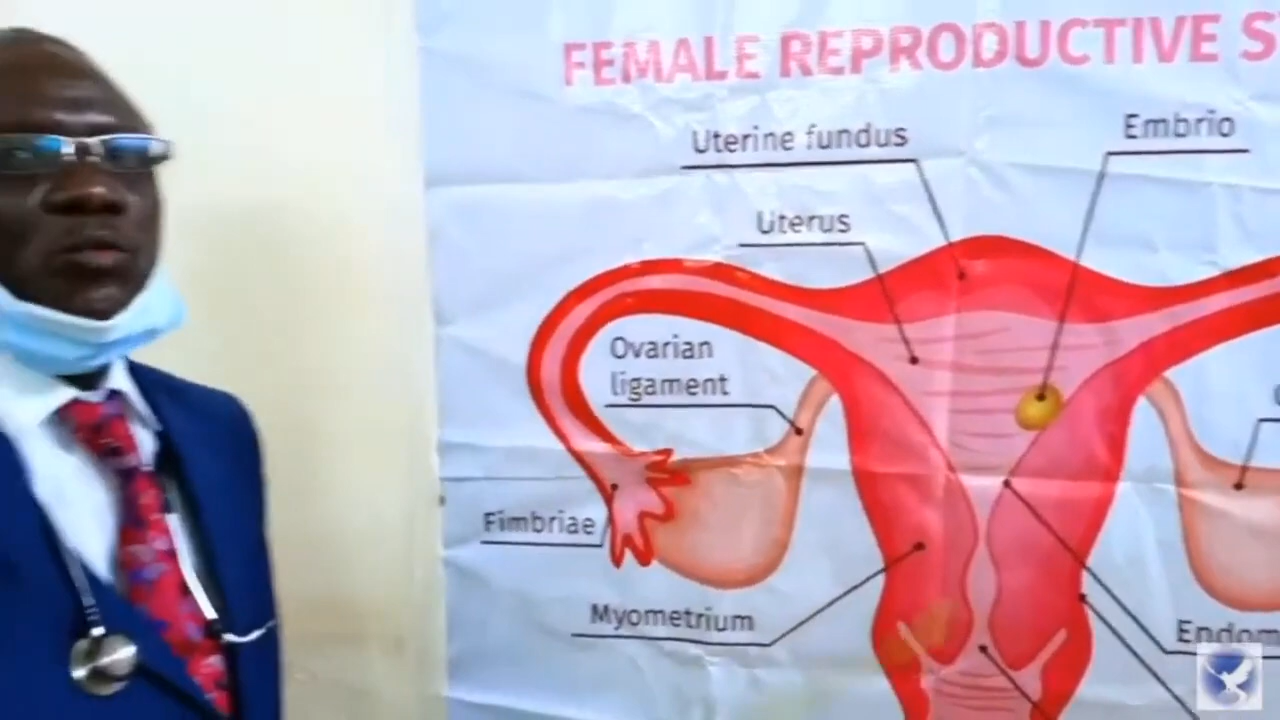 FEMALE REPRODUCTIVE S
Uterine fundus
Embrio
Uterus
Ovarian
ligament
Fimbriae
Myometrium
Endom